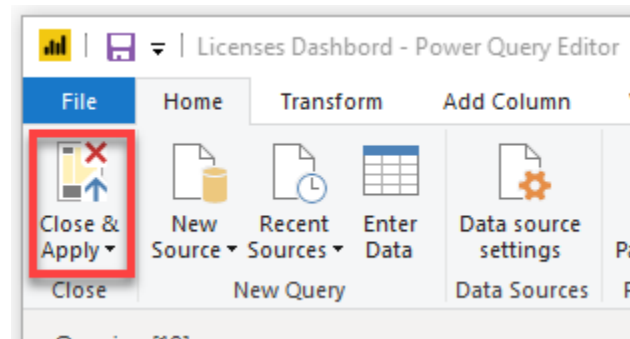 Licenses Dashbord - Power Query Editor
File Home Transform Add Column
Close & Apply
New Source
Recent Sources
Enter Data
Data source settings
Close New Query Data Sources